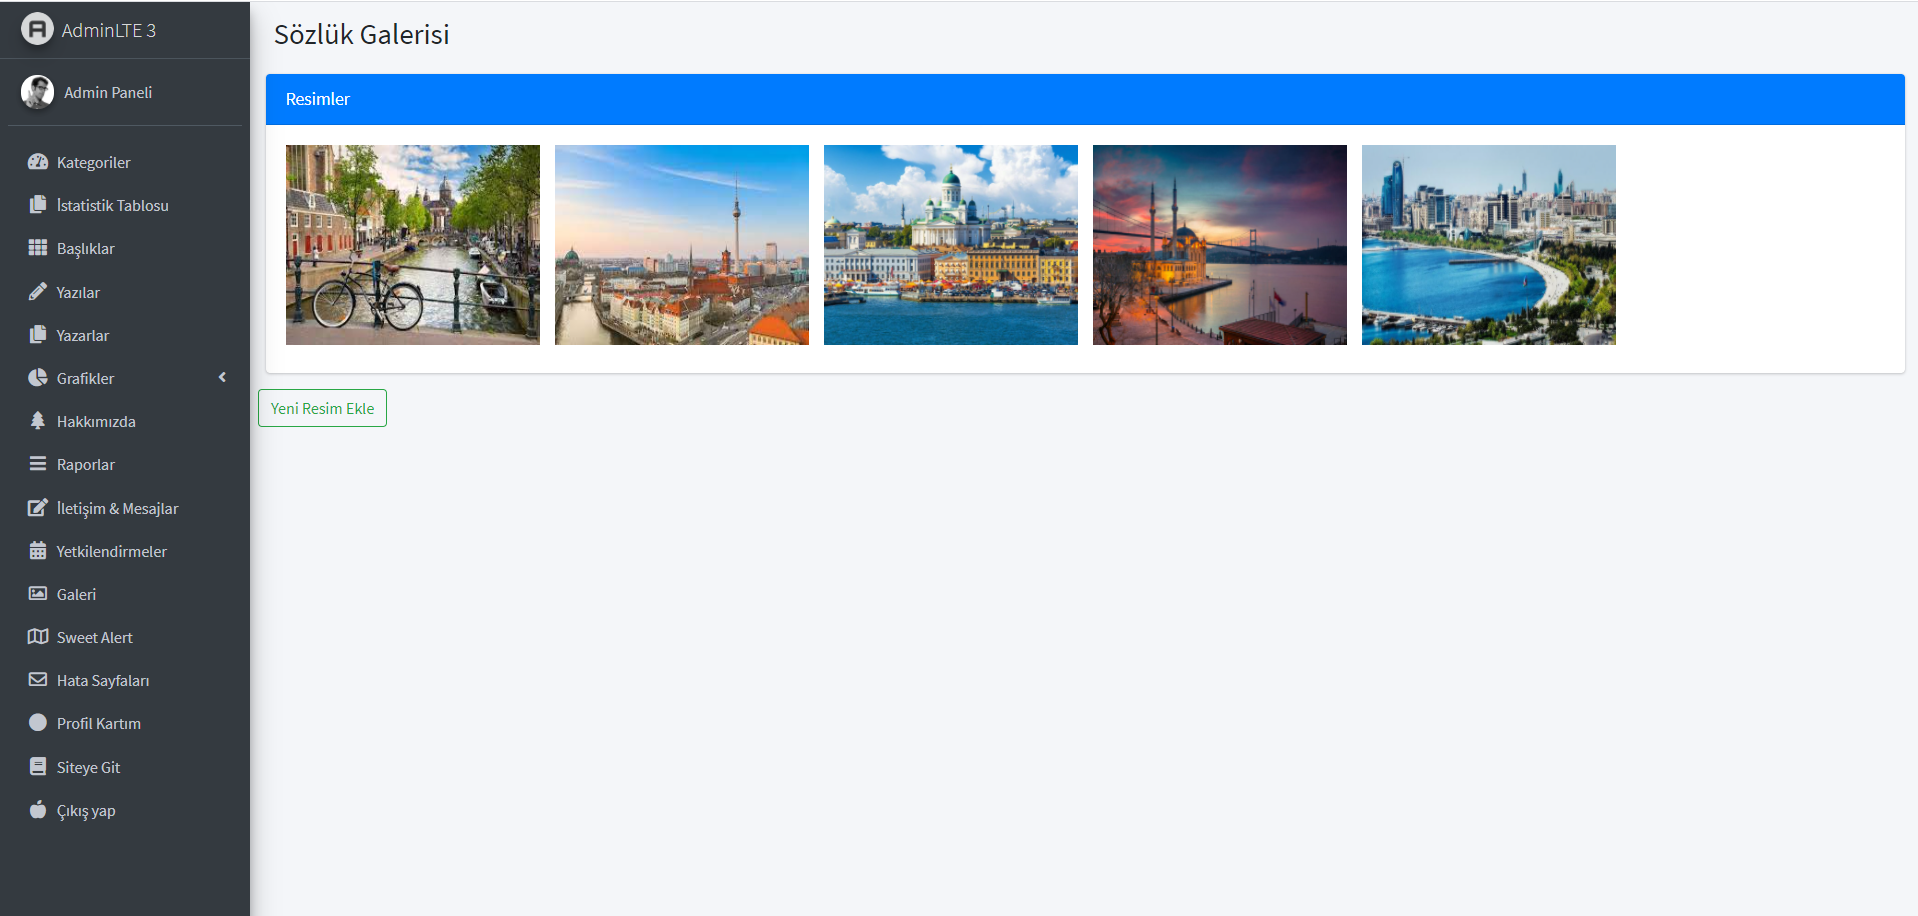 AdminLTE 3
Admin Paneli
Kategoriler
İstatistik Tablosu
Başlıklar
Yazılar
Yazarlar
Grafikler
Hakkımızda
Raporlar
İletişim & Mesajlar
Yetkilendirmeler
Galeri
Sweet Alert
Hata Sayfaları
Profil Kartım
Siteye Git
Çıkış yap
Sözlük Galerisi
Resimler
Yeni Resim Ekle